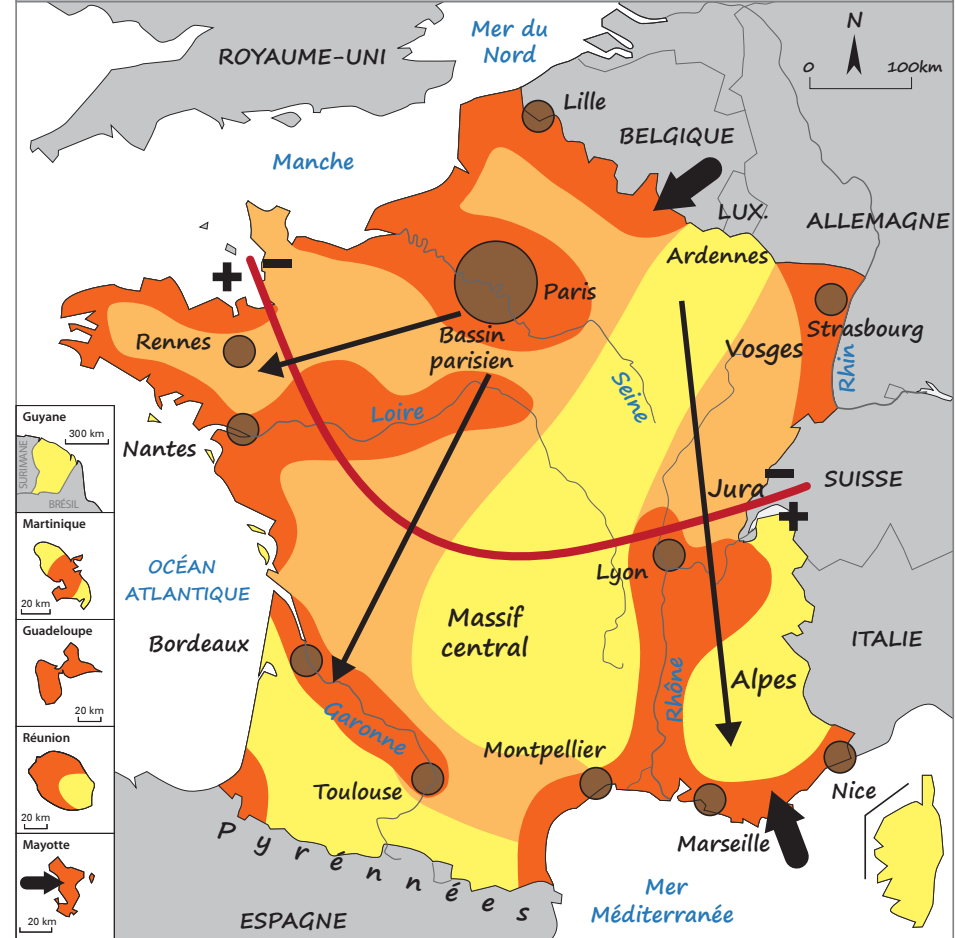 ROYAUME-UNI
Mer du
Nord
N
0 100km
Lille
BELGIQUE
Manche
LUX.
ALLEMAGNE
Ardennes
+ -
Paris
Strasbourg
Bassin
parisien
Rennes
Vosges
Rhin
Seine
Loire
Nantes
Jura
-
+
SUISSE
Lyon
OCÉAN
ATLANTIQUE
Massif
central
Bordeaux
ITALIE
Alpes
Rhône
Garonne
Montpellier
Toulouse
Nice
Marseille
Pyrénnées
Mer
Méditerranée
ESPAGNE
Guyane
300 km
SURIMANE
BRÉSIL
Martinique
20 km
Guadeloupe
20 km
Réunion
20 km
Mayotte
20 km